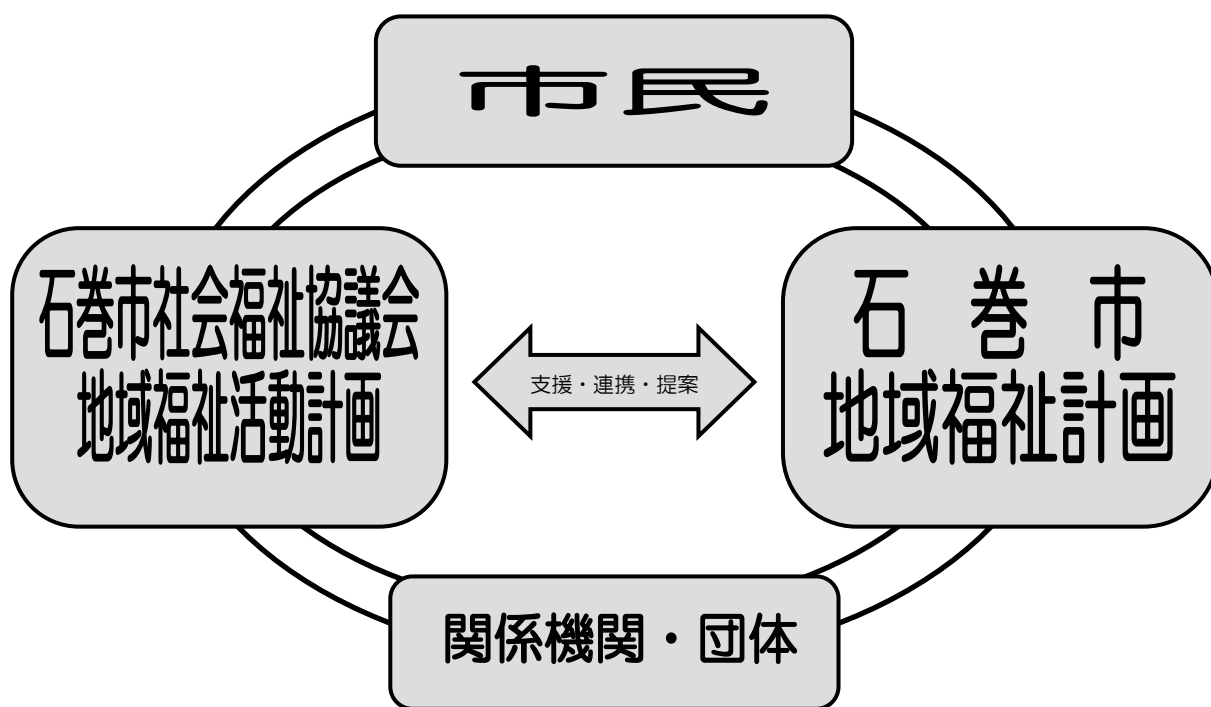 市民
石巻市社会福祉協議会
地域福祉活動計画
支援・連携・提案
石巻市
地域福祉計画
関係機関・団体